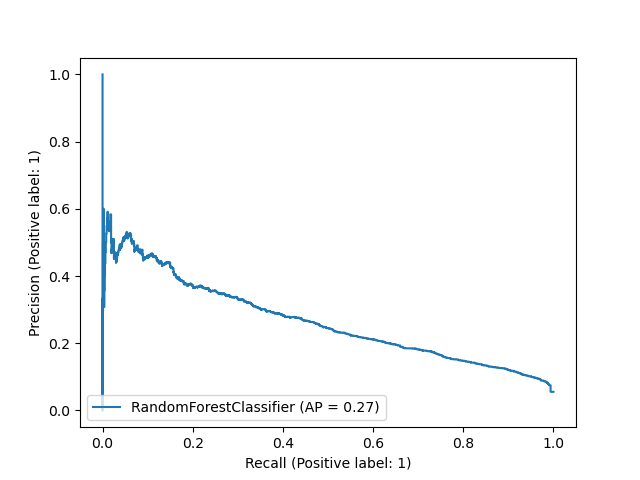 1.0
0.8
0.6
0.4
0.2
0.0
Precision (Positive label: 1)
RandomForestClassifier (AP = 0.27)
0.0 0.2 0.4 0.6 0.8 1.0
Recall (Positive label: 1)